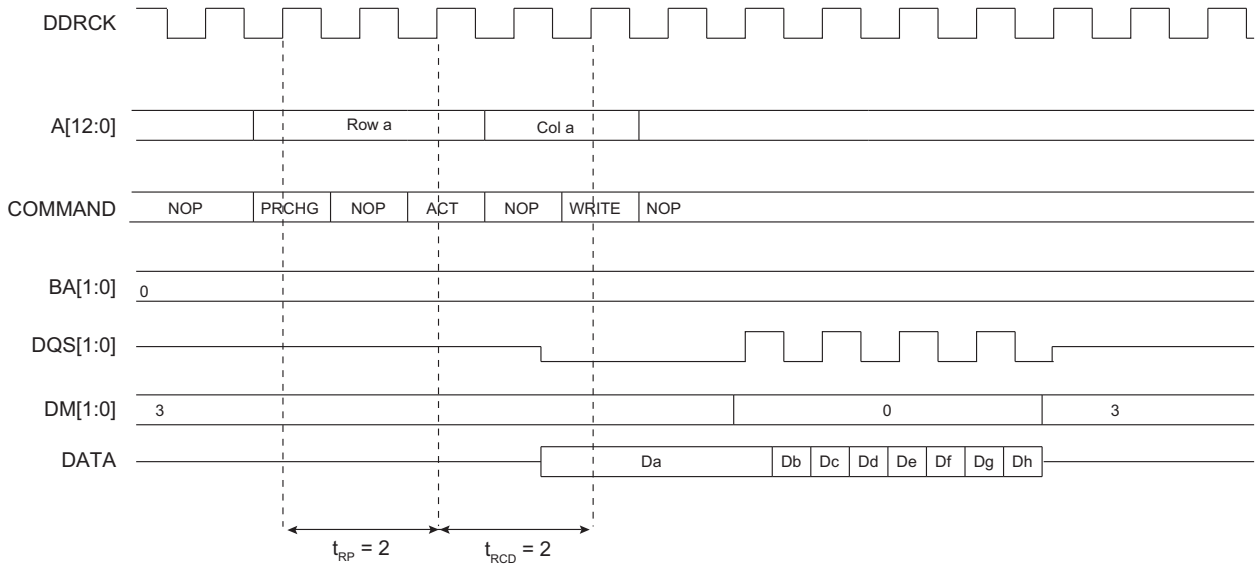 DDRCK
A[12:0] Row a Col a
COMMAND NOP PRCHG NOP ACT NOP WRITE NOP
BA[1:0] 0
DQS[1:0]
DM[1:0] 3 0 3
DATA Da Db Dc Dd De Df Dg Dh
tRP = 2 tRCD = 2